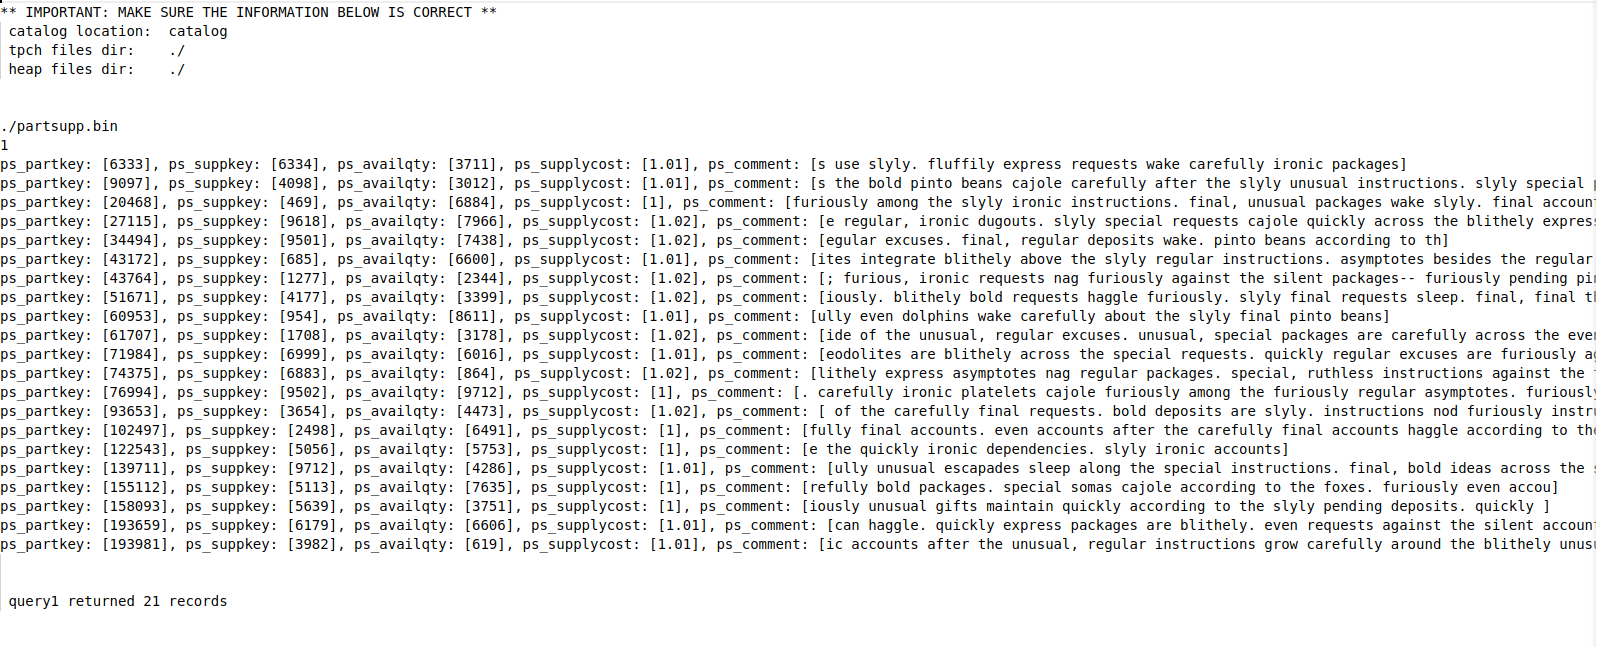 ** IMPORTANT: MAKE SURE THE INFORMATION BELOW IS CORRECT **
catalog location: catalog
tpch files dir: ./
heap files dir: ./
./partsupp.bin
1
ps_partkey: [6333], ps_suppkey: [6334], ps_availqty: [3711], ps_supplycost: [1.01], ps_comment: [s use slyly. fluffily express requests wake carefully ironic packages]
ps_partkey: [9097], ps_suppkey: [4098], ps_availqty: [3012], ps_supplycost: [1.01], ps_comment: [s the bold pinto beans cajole carefully after the slyly unusual instructions. slyly special
ps_partkey: [20468], ps_suppkey: [469], ps_availqty: [6884], ps_supplycost: [1], ps_comment: [furiously among the slyly ironic instructions. final, unusual packages wake slyly. final accoun
ps_partkey: [27115], ps_suppkey: [9618], ps_availqty: [7966], ps_supplycost: [1.02], ps_comment: [e regular, ironic dugouts. slyly special requests cajole quickly across the blithely expres
ps_partkey: [34494], ps_suppkey: [9501], ps_availqty: [7438], ps_supplycost: [1.02], ps_comment: [egular excuses. final, regular deposits wake. pinto beans according to th]
ps_partkey: [43172], ps_suppkey: [685], ps_availqty: [6600], ps_supplycost: [1.01], ps_comment: [ites integrate blithely above the slyly regular instructions. asymptotes besides the regular
ps_partkey: [43764], ps_suppkey: [1277], ps_availqty: [2344], ps_supplycost: [1.02], ps_comment: [; furious, ironic requests nag furiously against the silent packages-- furiously pending pi
ps_partkey: [51671], ps_suppkey: [4177], ps_availqty: [3399], ps_supplycost: [1.02], ps_comment: [iously. blithely bold requests haggle furiously. slyly final requests sleep. final, final t
ps_partkey: [60953], ps_suppkey: [954], ps_availqty: [8611], ps_supplycost: [1.01], ps_comment: [ully even dolphins wake carefully about the slyly final pinto beans]
ps_partkey: [61707], ps_suppkey: [1708], ps_availqty: [3178], ps_supplycost: [1.02], ps_comment: [ide of the unusual, regular excuses. unusual, special packages are carefully across the eve
ps_partkey: [71984], ps_suppkey: [6999], ps_availqty: [6016], ps_supplycost: [1.01], ps_comment: [eodolites are blithely across the special requests. quickly regular excuses are furiously a
ps_partkey: [74375], ps_suppkey: [6883], ps_availqty: [864], ps_supplycost: [1.02], ps_comment: [lithely express asymptotes nag regular packages. special, ruthless instructions against the
ps_partkey: [76994], ps_suppkey: [9502], ps_availqty: [9712], ps_supplycost: [1], ps_comment: [. carefully ironic platelets cajole furiously among the furiously regular asymptotes. furiously
ps_partkey: [93653], ps_suppkey: [3654], ps_availqty: [4473], ps_supplycost: [1.02], ps_comment: [ of the carefully final requests. bold deposits are slyly. instructions nod furiously instr
ps_partkey: [102497], ps_suppkey: [2498], ps_availqty: [6491], ps_supplycost: [1], ps_comment: [fully final accounts. even accounts after the carefully final accounts haggle according to th
ps_partkey: [122543], ps_suppkey: [5056], ps_availqty: [5753], ps_supplycost: [1], ps_comment: [e the quickly ironic dependencies. slyly ironic accounts]
ps_partkey: [139711], ps_suppkey: [9712], ps_availqty: [4286], ps_supplycost: [1.01], ps_comment: [ully unusual escapades sleep along the special instructions. final, bold ideas across the
ps_partkey: [155112], ps_suppkey: [5113], ps_availqty: [7635], ps_supplycost: [1], ps_comment: [refully bold packages. special somas cajole according to the foxes. furiously even accou]
ps_partkey: [158093], ps_suppkey: [5639], ps_availqty: [3751], ps_supplycost: [1], ps_comment: [iously unusual gifts maintain quickly according to the slyly pending deposits. quickly ]
ps_partkey: [193659], ps_suppkey: [6179], ps_availqty: [6606], ps_supplycost: [1.01], ps_comment: [can haggle. quickly express packages are blithely. even requests against the silent accoun
ps_partkey: [193981], ps_suppkey: [3982], ps_availqty: [619], ps_supplycost: [1.01], ps_comment: [ic accounts after the unusual, regular instructions grow carefully around the blithely unus
query1 returned 21 records